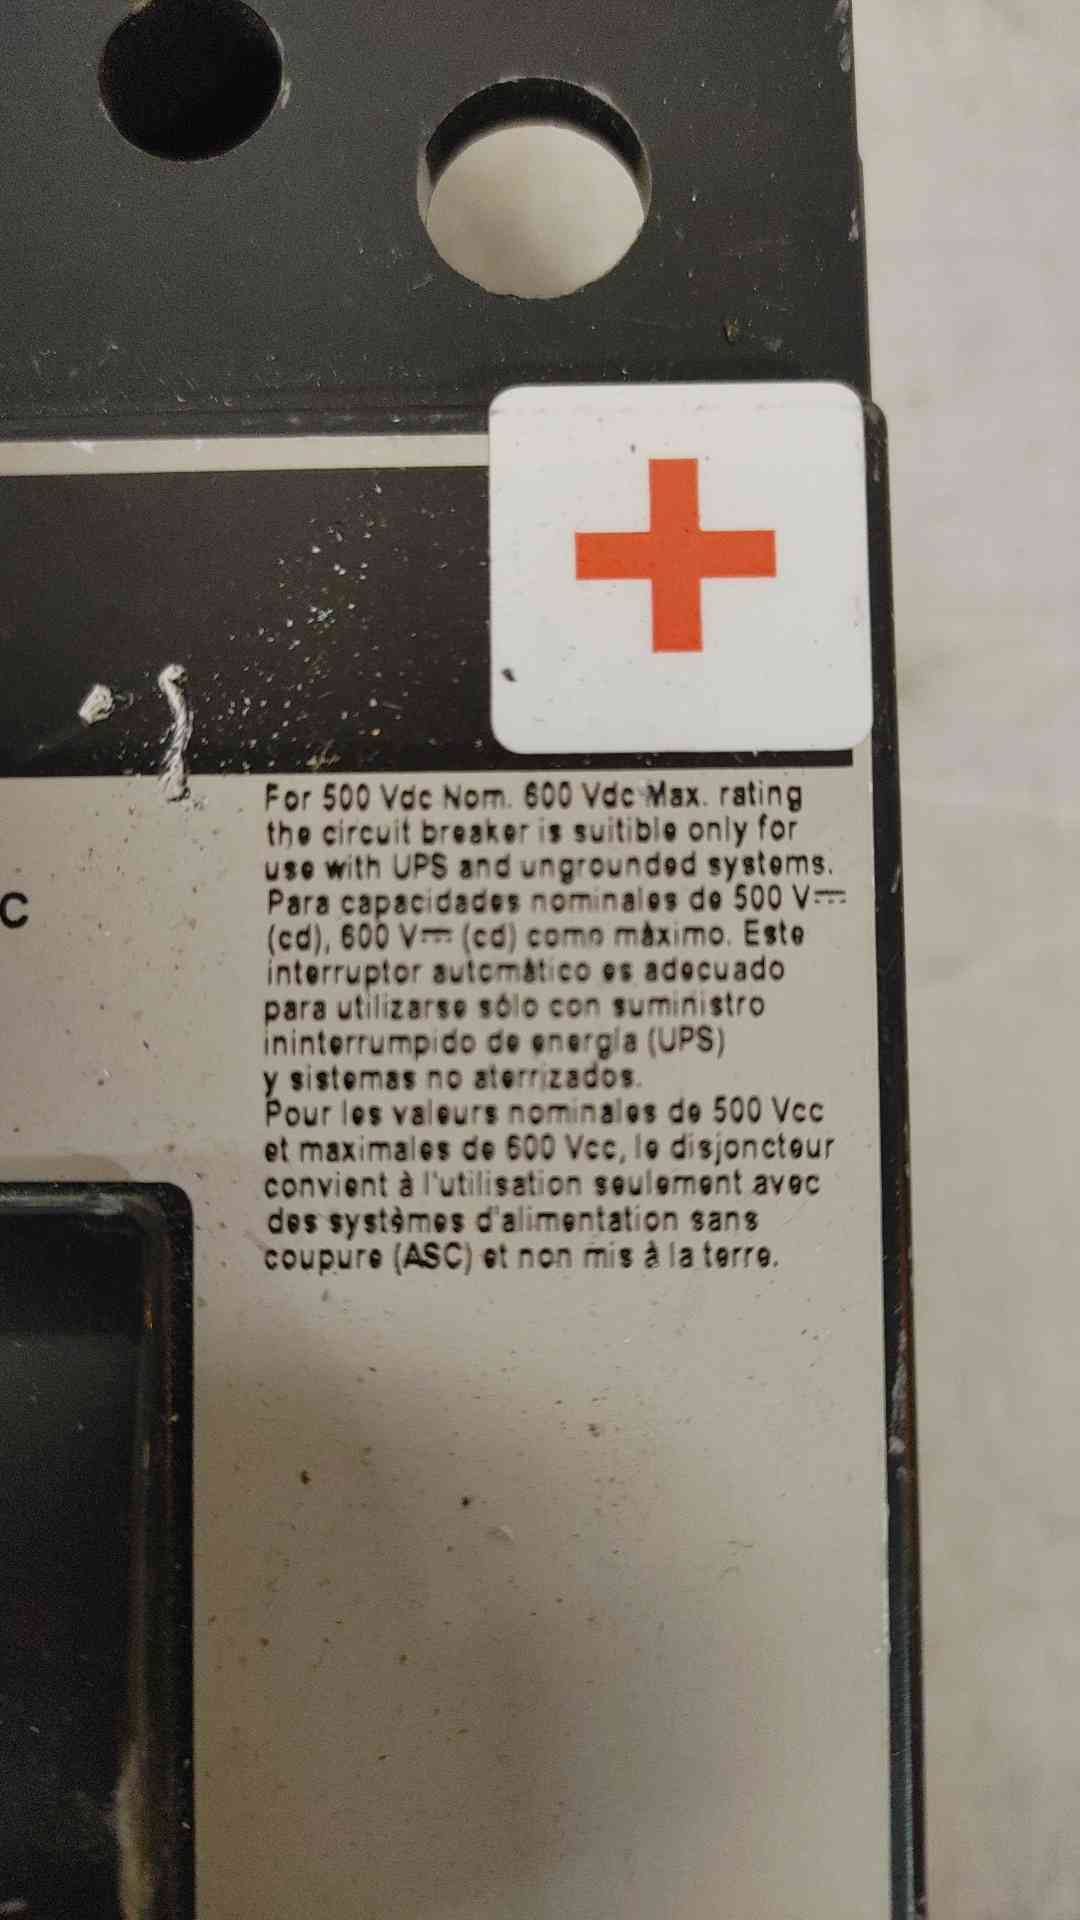 For 500 Vdc Nom. 600 Vdc Max. rating
the circuit breaker is suitible only for
use with UPS and ungrounded systems.
C
Para capacidades nominales de 500 V⎓
(cd), 600 V⎓ (cd) como máximo. Este
interruptor automático es adecuado
para utilizarse sólo con suministro
ininterrumpido de energía (UPS)
y sistemas no aterrizados.
Pour les valeurs nominales de 500 Vcc
et maximales de 600 Vcc, le disjoncteur
convient à l'utilisation seulement avec
des systèmes d'alimentation sans
coupure (ASC) et non mis à la terre.